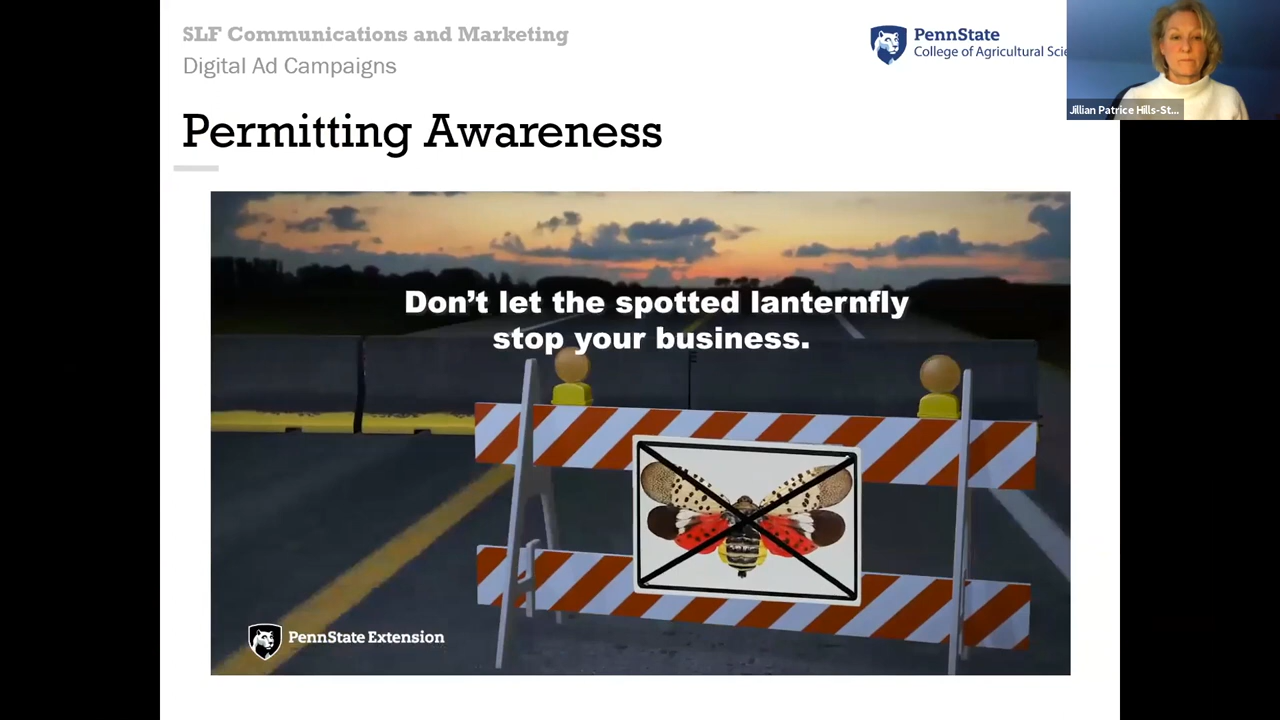 SLF Communications and Marketing
Digital Ad Campaigns
PennState
College of Agricultural Scie
Jillian Patrice Hills-St...
Permitting Awareness
Don't let the spotted lanternfly
stop your business.
PennState Extension